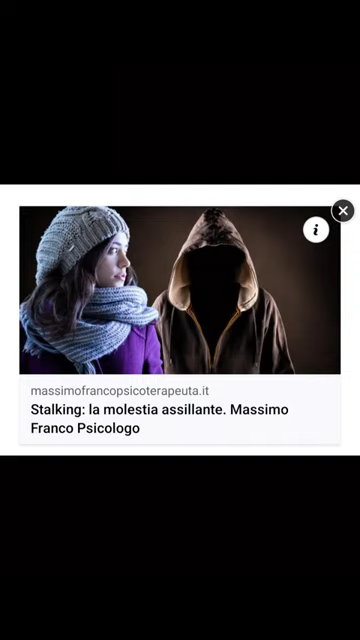 i
massimofrancopsicoterapeuta.it
Stalking: la molestia assillante. Massimo
Franco Psicologo